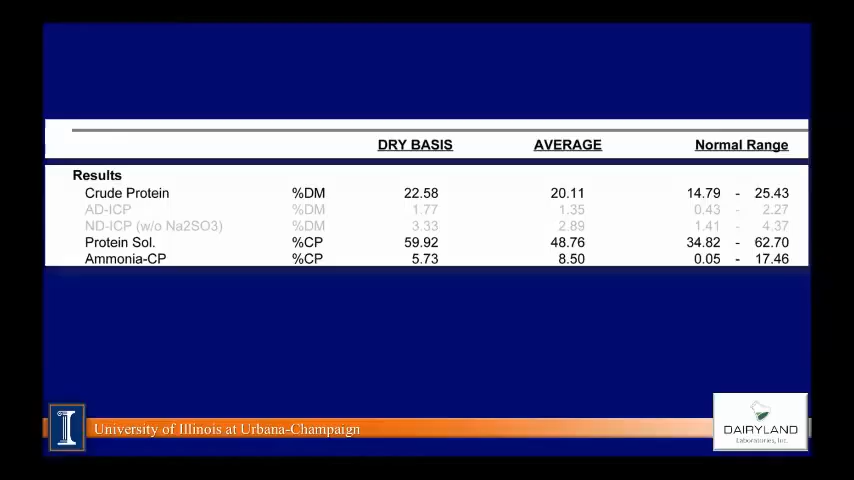 DRY BASIS AVERAGE Normal Range
Results
Crude Protein %DM 22.58 20.11 14.79 - 25.43
AD-ICP %DM 1.77 1.35 0.43 - 2.27
ND-ICP (w/o Na2SO3) %DM 3.33 2.89 1.41 - 4.37
Protein Sol. %CP 59.92 48.76 34.82 - 62.70
Ammonia-CP %CP 5.73 8.50 0.05 - 17.46
I
University of Illinois at Urbana-Champaign
DAIRYLAND
Laboratories, Inc.